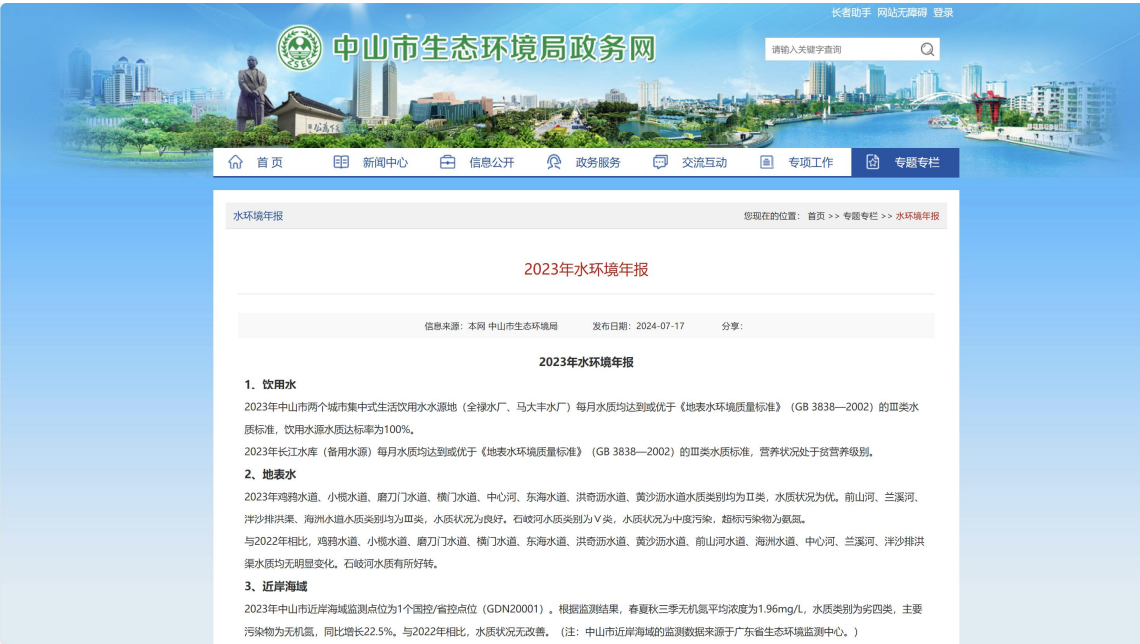 长者助手 网站无障碍 登录
ZSEE
中山市生态环境局政务网
请输入关键字查询
首 页 新闻中心 信息公开 政务服务 交流互动 专项工作 专题专栏
水环境年报 您现在的位置： 首页 >> 专题专栏 >> 水环境年报
2023年水环境年报
信息来源：本网 中山市生态环境局 发布日期：2024-07-17 分享：
2023年水环境年报
1、饮用水
2023年中山市两个城市集中式生活饮用水水源地（全禄水厂、马大丰水厂）每月水质均达到或优于《地表水环境质量标准》（GB 3838—2002）的Ⅲ类水
质标准，饮用水源水质达标率为100%。
2023年长江水库（备用水源）每月水质均达到或优于《地表水环境质量标准》（GB 3838—2002）的Ⅲ类水质标准，营养状况处于贫营养级别。
2、地表水
2023年鸡鸦水道、小榄水道、磨刀门水道、横门水道、中心河、东海水道、洪奇沥水道、黄沙沥水道水质类别均为Ⅱ类，水质状况为优。前山河、兰溪河、
泮沙排洪渠、海洲水道水质类别均为Ⅲ类，水质状况为良好。石岐河水质类别为Ⅴ类，水质状况为中度污染，超标污染物为氨氮。
与2022年相比，鸡鸦水道、小榄水道、磨刀门水道、横门水道、东海水道、洪奇沥水道、黄沙沥水道、前山河水道、海洲水道、中心河、兰溪河、泮沙排洪
渠水质均无明显变化。石岐河水质有所好转。
3、近岸海域
2023年中山市近岸海域监测点位为1个国控/省控点位（GDN20001）。根据监测结果，春夏秋三季无机氮平均浓度为1.96mg/L，水质类别为劣四类，主要
污染物为无机氮，同比增长22.5%。与2022年相比，水质状况无改善。（注：中山市近岸海域的监测数据来源于广东省生态环境监测中心。）